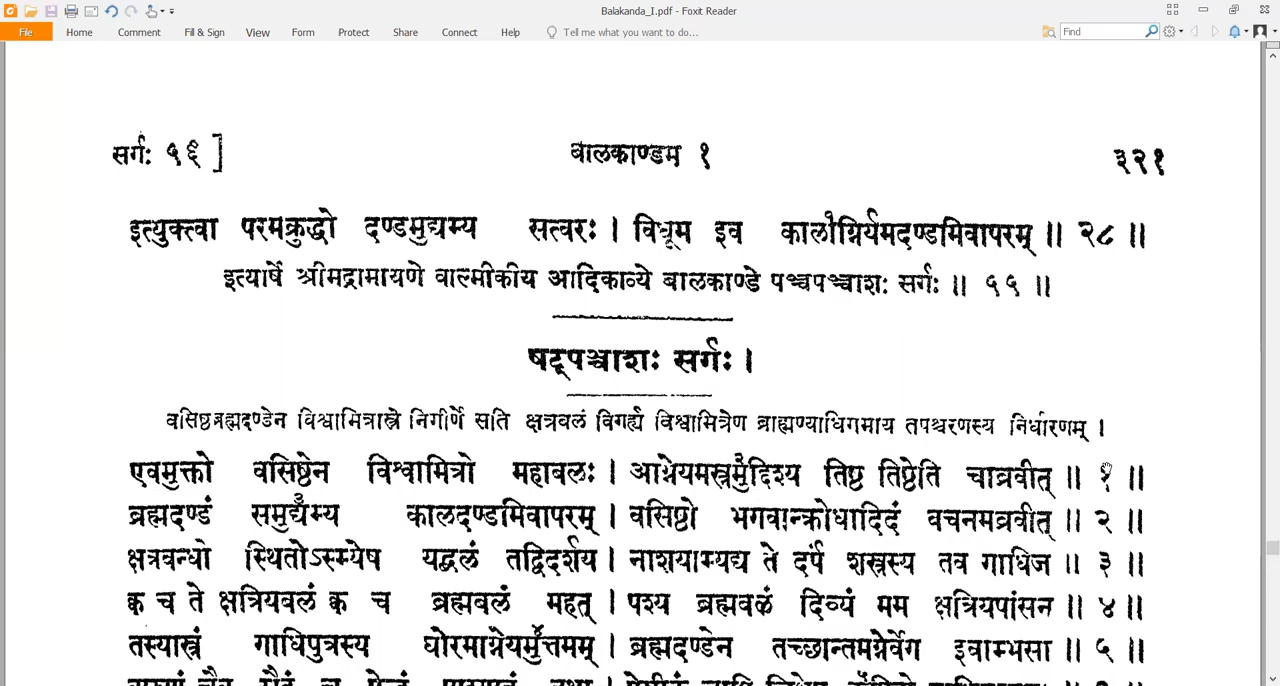 Balakanda_I.pdf - Foxit Reader
File Home Comment Fill & Sign View Form Protect Share Connect Help Tell me what you want to do... Find
सर्गः ५६ ] बालकाण्डम १ ३२१
इत्युक्त्वा परमक्रुद्धो दण्डमुद्यम्य सत्वरः । विधूम इव कालाग्निर्यमदण्डमिवापरम् ॥ २८ ॥
इत्यार्षे श्रीमद्रामायणे वाल्मीकीय आदिकाव्ये बालकाण्डे पञ्चपञ्चाशः सर्गः ॥ ५५ ॥
षट्पञ्चाशः सर्गः ।
वसिष्ठब्रह्मदण्डेन विश्वामित्रास्त्रे निगीर्णे सति क्षत्रबलं विगर्ह्य विश्वामित्रेण ब्राह्मण्याधिगमाय तपश्चरणस्य निर्धारणम् ।
एवमुक्तो वसिष्ठेन विश्वामित्रो महाबलः । आग्नेयमस्त्रमुद्दिश्य तिष्ठ तिष्ठेति चाब्रवीत् ॥ १ ॥
ब्रह्मदण्डं समुद्यम्य कालदण्डमिवापरम् । वसिष्ठो भगवान्क्रोधादिदं वचनमब्रवीत् ॥ २ ॥
क्षत्रबन्धो स्थितोऽस्म्येष यद्बलं तद्विदर्शय । नाशयाम्यद्य ते दर्पं शस्त्रस्य तव गाधिज ॥ ३ ॥
क्व च ते क्षत्रियबलं क्व च ब्रह्मबलं महत् । पश्य ब्रह्मबलं दिव्यं मम क्षत्रियपांसन ॥ ४ ॥
तस्यास्त्रं गाधिपुत्रस्य घोरमाग्नेयमुत्तमम् । ब्रह्मदण्डेन तच्छान्तमग्नेर्वेग इवाम्भसा ॥ ५ ॥